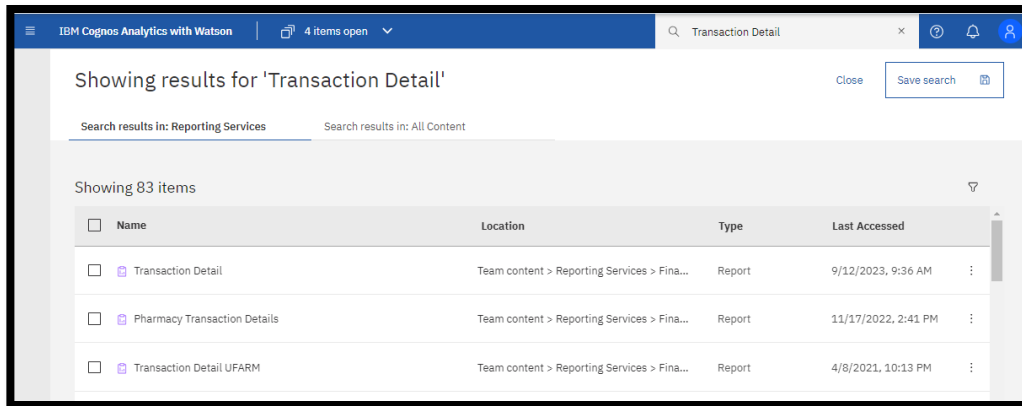 IBM Cognos Analytics with Watson 4 items open Transaction Detail
Showing results for 'Transaction Detail' Close Save search
Search results in: Reporting Services Search results in: All Content
Showing 83 items
Name Location Type Last Accessed
Transaction Detail Team content > Reporting Services > Fina... Report 9/12/2023, 9:36 AM
Pharmacy Transaction Details Team content > Reporting Services > Fina... Report 11/17/2022, 2:41 PM
Transaction Detail UFARM Team content > Reporting Services > Fina... Report 4/8/2021, 10:13 PM